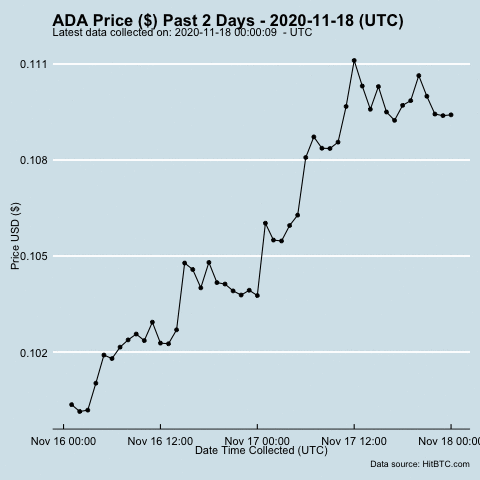 ADA Price ($) Past 2 Days - 2020-11-18 (UTC)
Latest data collected on: 2020-11-18 00:00:09 - UTC
0.111
0.108
0.105
0.102
Price USD ($)
Nov 16 00:00 Nov 16 12:00 Nov 17 00:00 Nov 17 12:00 Nov 18 00:00
Date Time Collected (UTC)
Data source: HitBTC.com